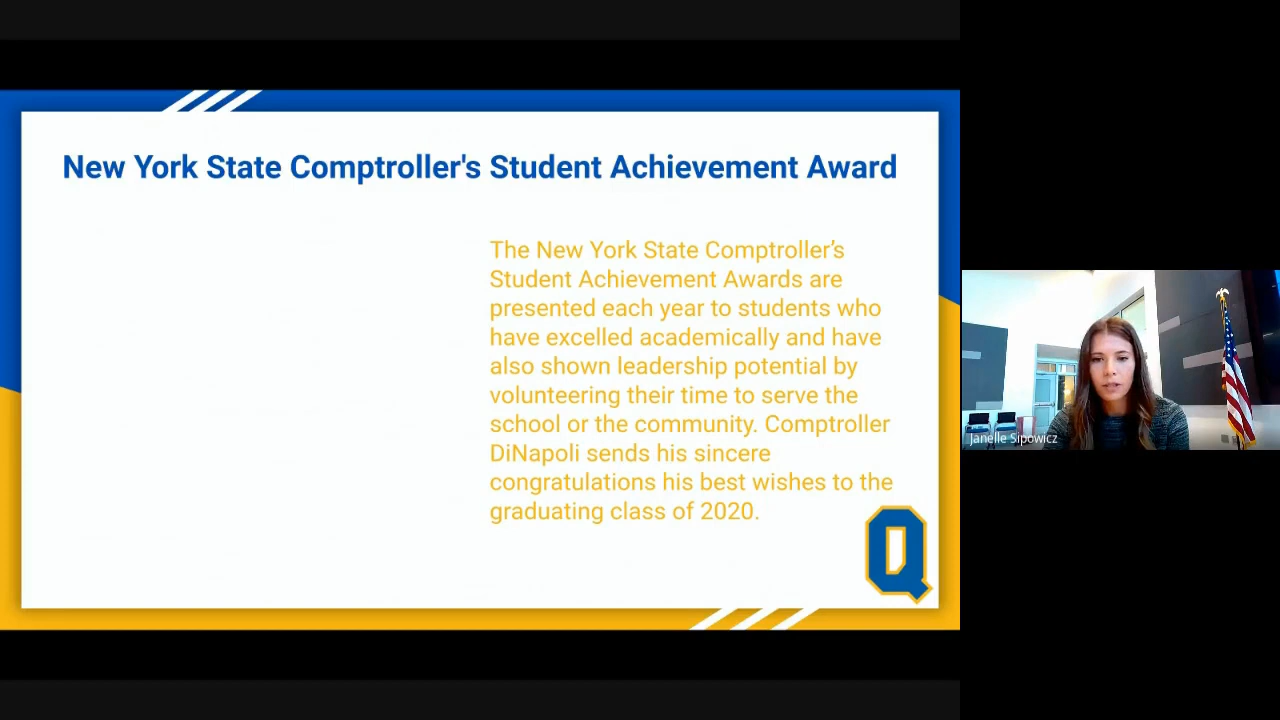 New York State Comptroller's Student Achievement Award
The New York State Comptroller’s
Student Achievement Awards are
presented each year to students who
have excelled academically and have
also shown leadership potential by
volunteering their time to serve the
school or the community. Comptroller
DiNapoli sends his sincere
congratulations his best wishes to the
graduating class of 2020.
Q
Janelle Sipowicz